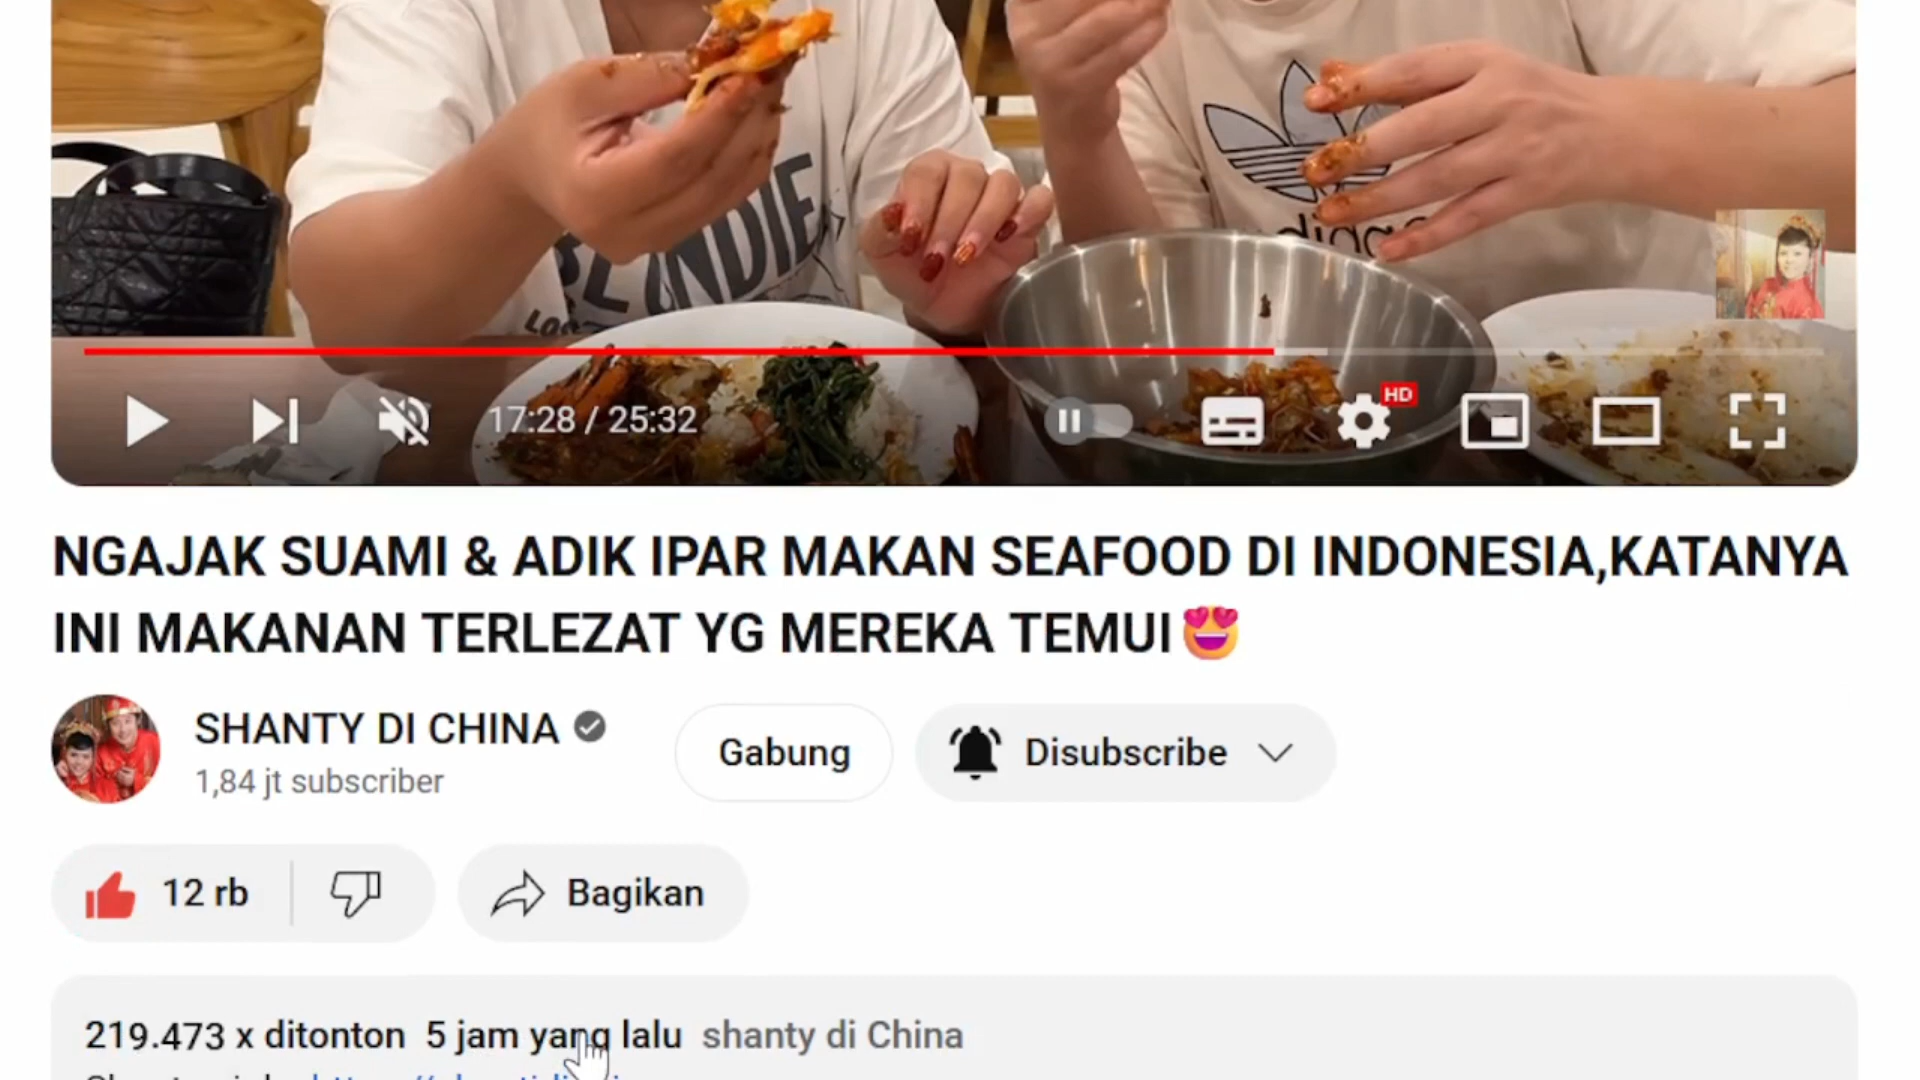 BLONDIE
17:28 / 25:32
HD
NGAJAK SUAMI & ADIK IPAR MAKAN SEAFOOD DI INDONESIA,KATANYA
INI MAKANAN TERLEZAT YG MEREKA TEMUI😍
SHANTY DI CHINA
1,84 jt subscriber
Gabung
Disubscribe
12 rb
Bagikan
219.473 x ditonton 5 jam yang lalu shanty di China